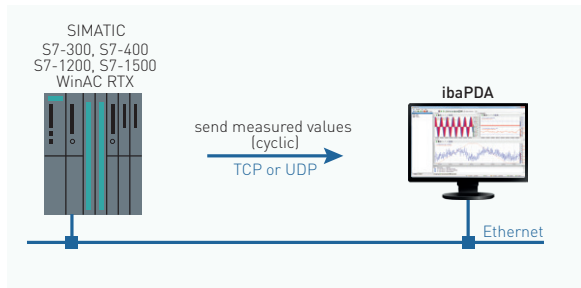 SIMATIC
S7-300, S7-400
S7-1200, S7-1500
WinAC RTX
ibaPDA
send measured values
(cyclic)
TCP or UDP
Ethernet